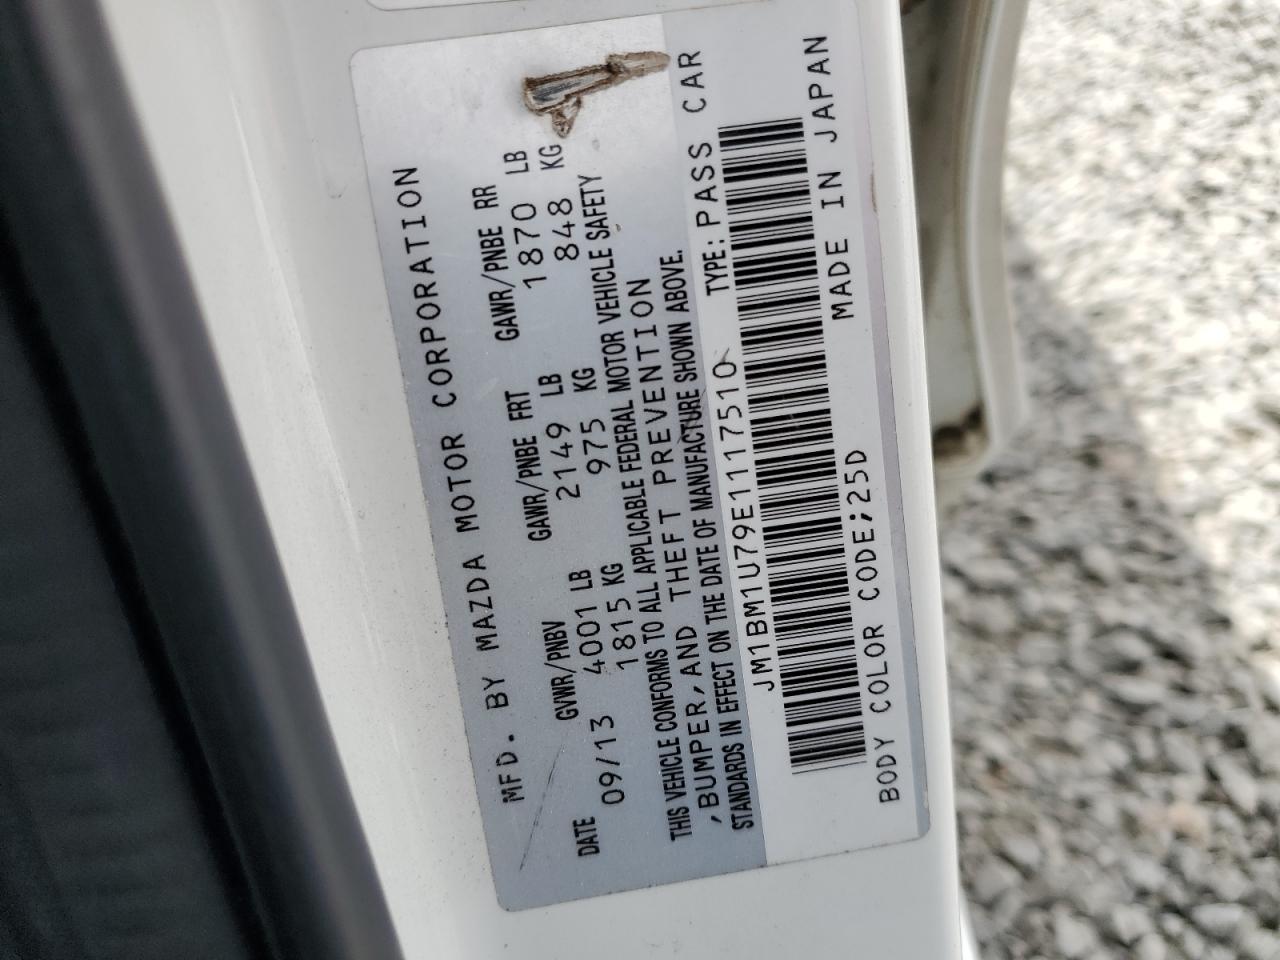 MFD. BY MAZDA MOTOR CORPORATION
DATE GVWR/PNBV GAWR/PNBE FRT GAWR/PNBE RR
09/13 4001 LB 2149 LB 1870 LB
1815 KG 975 KG 848 KG
THIS VEHICLE CONFORMS TO ALL APPLICABLE FEDERAL MOTOR VEHICLE SAFETY
,BUMPER,AND THEFT PREVENTION
STANDARDS IN EFFECT ON THE DATE OF MANUFACTURE SHOWN ABOVE.
JM1BM1U79E1117510 TYPE: PASS CAR
BODY COLOR CODE;25D MADE IN JAPAN